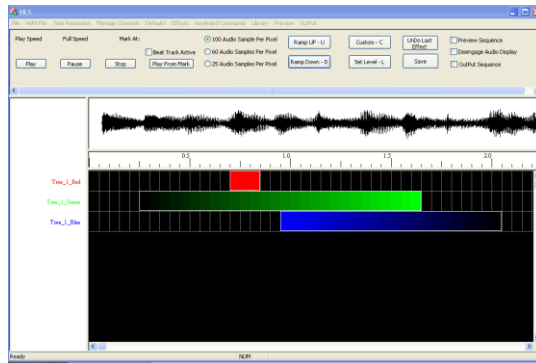 HLS
File WAV File Time Resolution Manage Channels Defaults Effects Keyboard Commands Library Preview OutPut
Play Speed Full Speed Mark At:
100 Audio Sample Per Pixel
60 Audio Samples Per Pixel
25 Audio Samples Per Pixel
Beat Track Active
Play Pause Stop Play From Mark
Ramp UP - U Custom - C UnDo Last Effect
Ramp Down - D Set Level - L Save
Preview Sequence
Disengage Audio Display
OutPut Sequence
0.5 1.0 1.5 2.0
Tree_1_Red
Tree_1_Green
Tree_1_Blue
Ready NUM